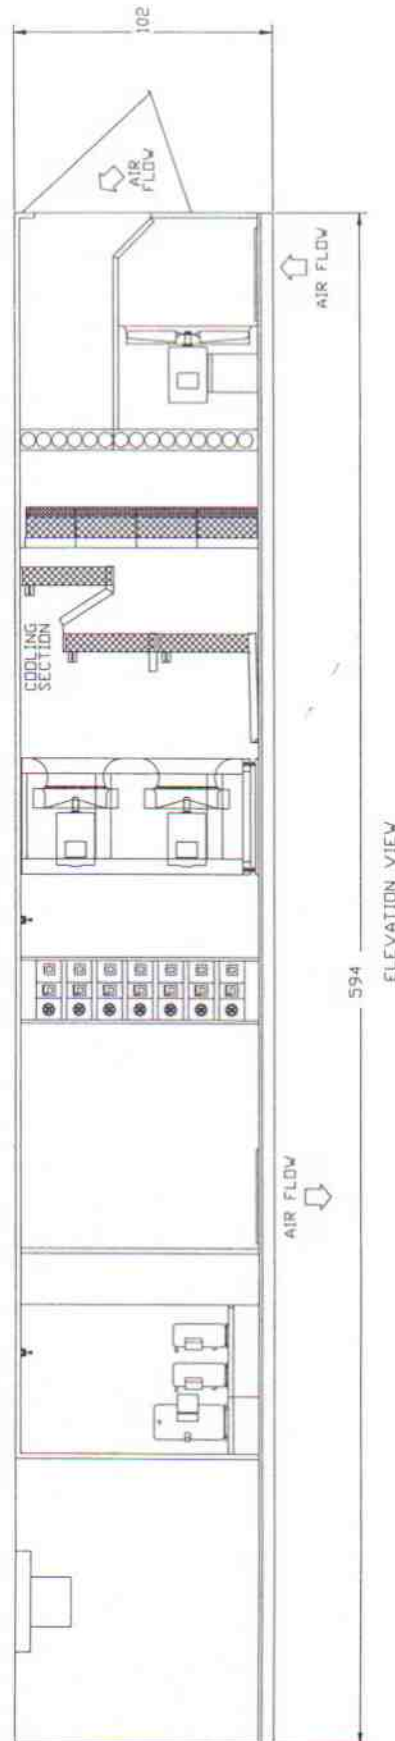 102
AIR
FLOW
AIR FLOW
COOLING
SECTION
594
ELEVATION VIEW
AIR FLOW